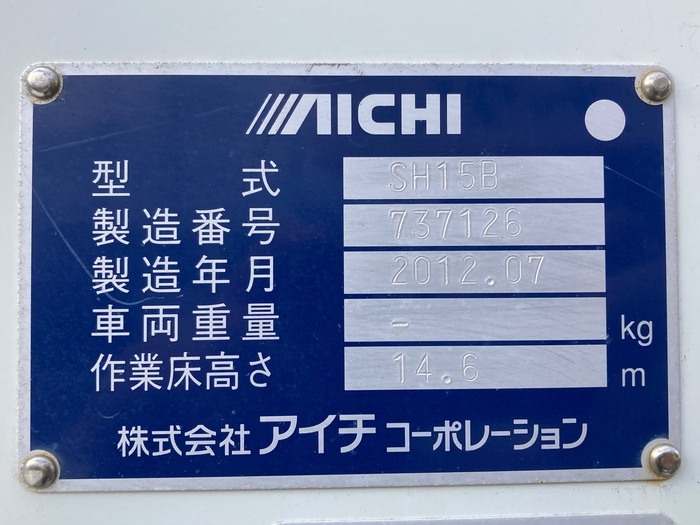 AICHI
型式 SH15B
製造番号 737126
製造年月 2012.07
車両重量 - kg
作業床高さ 14.6 m
株式会社 アイチ コーポレーション